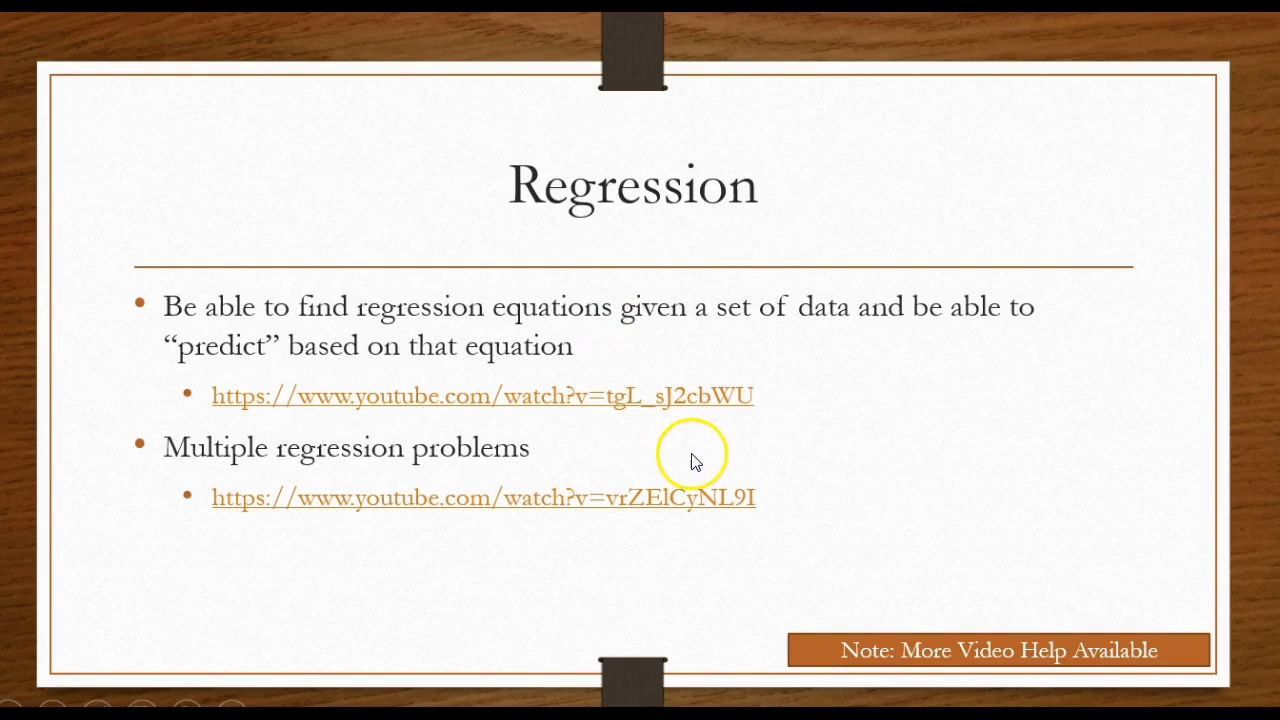 Regression
• Be able to find regression equations given a set of data and be able to
“predict” based on that equation
• https://www.youtube.com/watch?v=tgL_sJ2cbWU
• Multiple regression problems
• https://www.youtube.com/watch?v=vrZElCyNL9I
Note: More Video Help Available